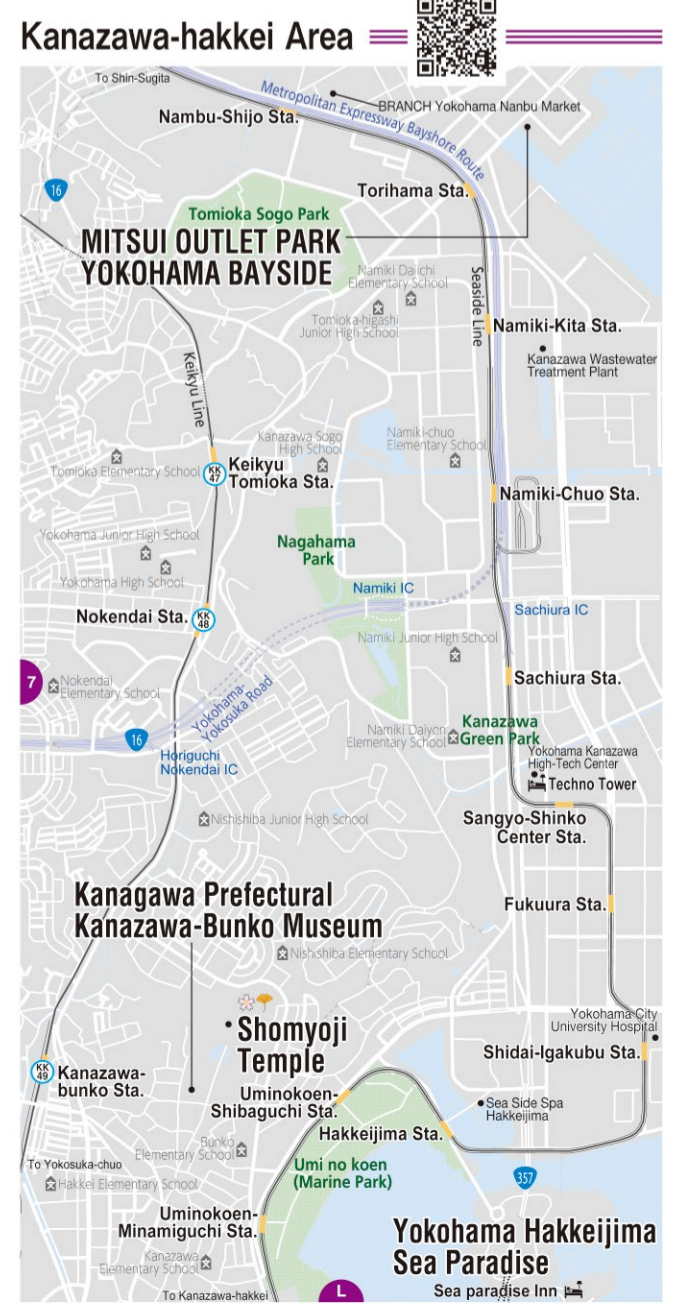 Kanazawa-hakkei Area
To Shin-Sugita
Metropolitan Expressway Bayshore Route
BRANCH Yokohama Nanbu Market
Nambu-Shijo Sta.
16
Torihama Sta.
Tomioka Sogo Park
MITSUI OUTLET PARK
YOKOHAMA BAYSIDE
Namiki Daiichi
Elementary School
Seaside Line
Tomioka-higashi
Junior High School
Namiki-Kita Sta.
Kanazawa Wastewater
Treatment Plant
Keikyu Line
Kanazawa Sogo
High School
Namiki-chuo
Elementary School
Tomioka Elementary School
KK
47
Keikyu
Tomioka Sta.
Namiki-Chuo Sta.
Yokohama Junior High School
Nagahama
Park
Yokohama High School
Namiki IC
Nokendai Sta.
KK
48
Sachiura IC
Namiki Junior High School
7
Nokendai
Elementary School
Sachiura Sta.
Yokohama-
Yokosuka Road
16
Namiki Daiyon
Elementary School
Kanazawa
Green Park
Horiguchi
Nokendai IC
Yokohama Kanazawa
High-Tech Center
Techno Tower
Nishishiba Junior High School
Sangyo-Shinko
Center Sta.
Kanagawa Prefectural
Kanazawa-Bunko Museum
Fukuura Sta.
Nishishiba Elementary School
Shomyoji
Temple
Yokohama City
University Hospital
Shidai-Igakubu Sta.
KK
49
Kanazawa-
bunko Sta.
Uminokoen-
Shibaguchi Sta.
Sea Side Spa
Hakkeijima
Hakkeijima Sta.
Bunko
Elementary School
To Yokosuka-chuo
Umi no koen
(Marine Park)
357
Hakkei Elementary School
Uminokoen-
Minamiguchi Sta.
Yokohama Hakkeijima
Sea Paradise
Kanazawa
Elementary School
Sea paradise Inn
To Kanazawa-hakkei
L